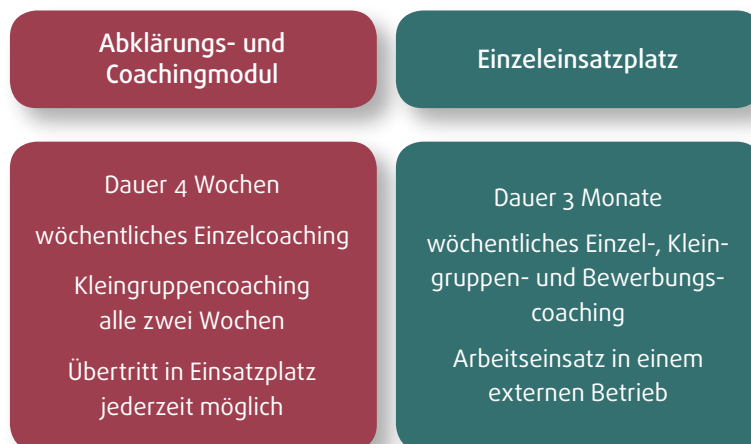 Abklärungs- und
Coachingmodul
Einzeleinsatzplatz
Dauer 4 Wochen
wöchentliches Einzelcoaching
Kleingruppencoaching
alle zwei Wochen
Übertritt in Einsatzplatz
jederzeit möglich
Dauer 3 Monate
wöchentliches Einzel-, Klein-
gruppen- und Bewerbungs-
coaching
Arbeitseinsatz in einem
externen Betrieb